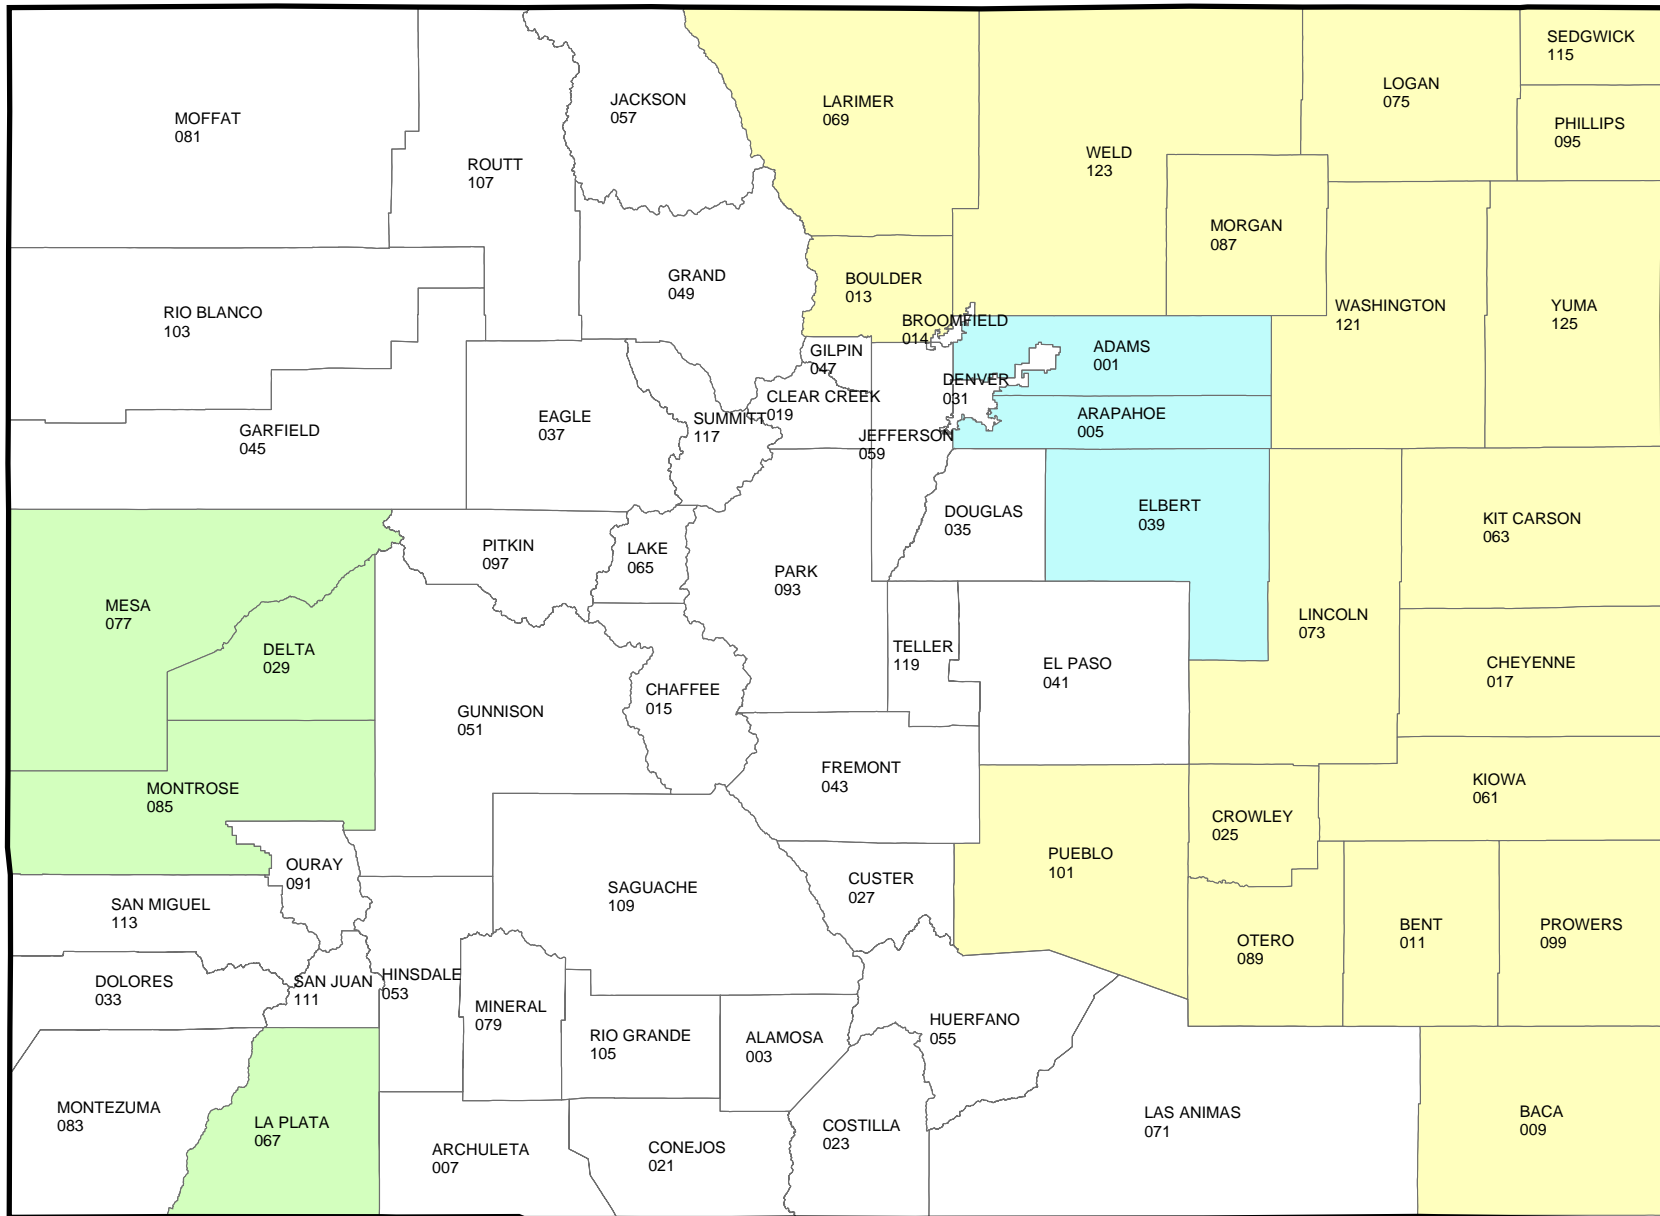 SEDGWICK
115
LOGAN
075
JACKSON
057
LARIMER
069
MOFFAT
081
PHILLIPS
095
WELD
123
ROUTT
107
MORGAN
087
GRAND
049
BOULDER
013
RIO BLANCO
103
WASHINGTON
121
YUMA
125
BROOMFIELD
014
ADAMS
001
GILPIN
047
DENVER
031
CLEAR CREEK
019
ARAPAHOE
005
EAGLE
037
SUMMITT
117
GARFIELD
045
JEFFERSON
059
DOUGLAS
035
ELBERT
039
KIT CARSON
063
PITKIN
097
LAKE
065
PARK
093
MESA
077
LINCOLN
073
DELTA
029
TELLER
119
EL PASO
041
CHEYENNE
017
CHAFFEE
015
GUNNISON
051
FREMONT
043
MONTROSE
085
KIOWA
061
CROWLEY
025
PUEBLO
101
OURAY
091
SAGUACHE
109
CUSTER
027
SAN MIGUEL
113
OTERO
089
BENT
011
PROWERS
099
DOLORES
033
SAN JUAN
111
HINSDALE
053
MINERAL
079
RIO GRANDE
105
ALAMOSA
003
HUERFANO
055
MONTEZUMA
083
LA PLATA
067
ARCHULETA
007
CONEJOS
021
COSTILLA
023
LAS ANIMAS
071
BACA
009